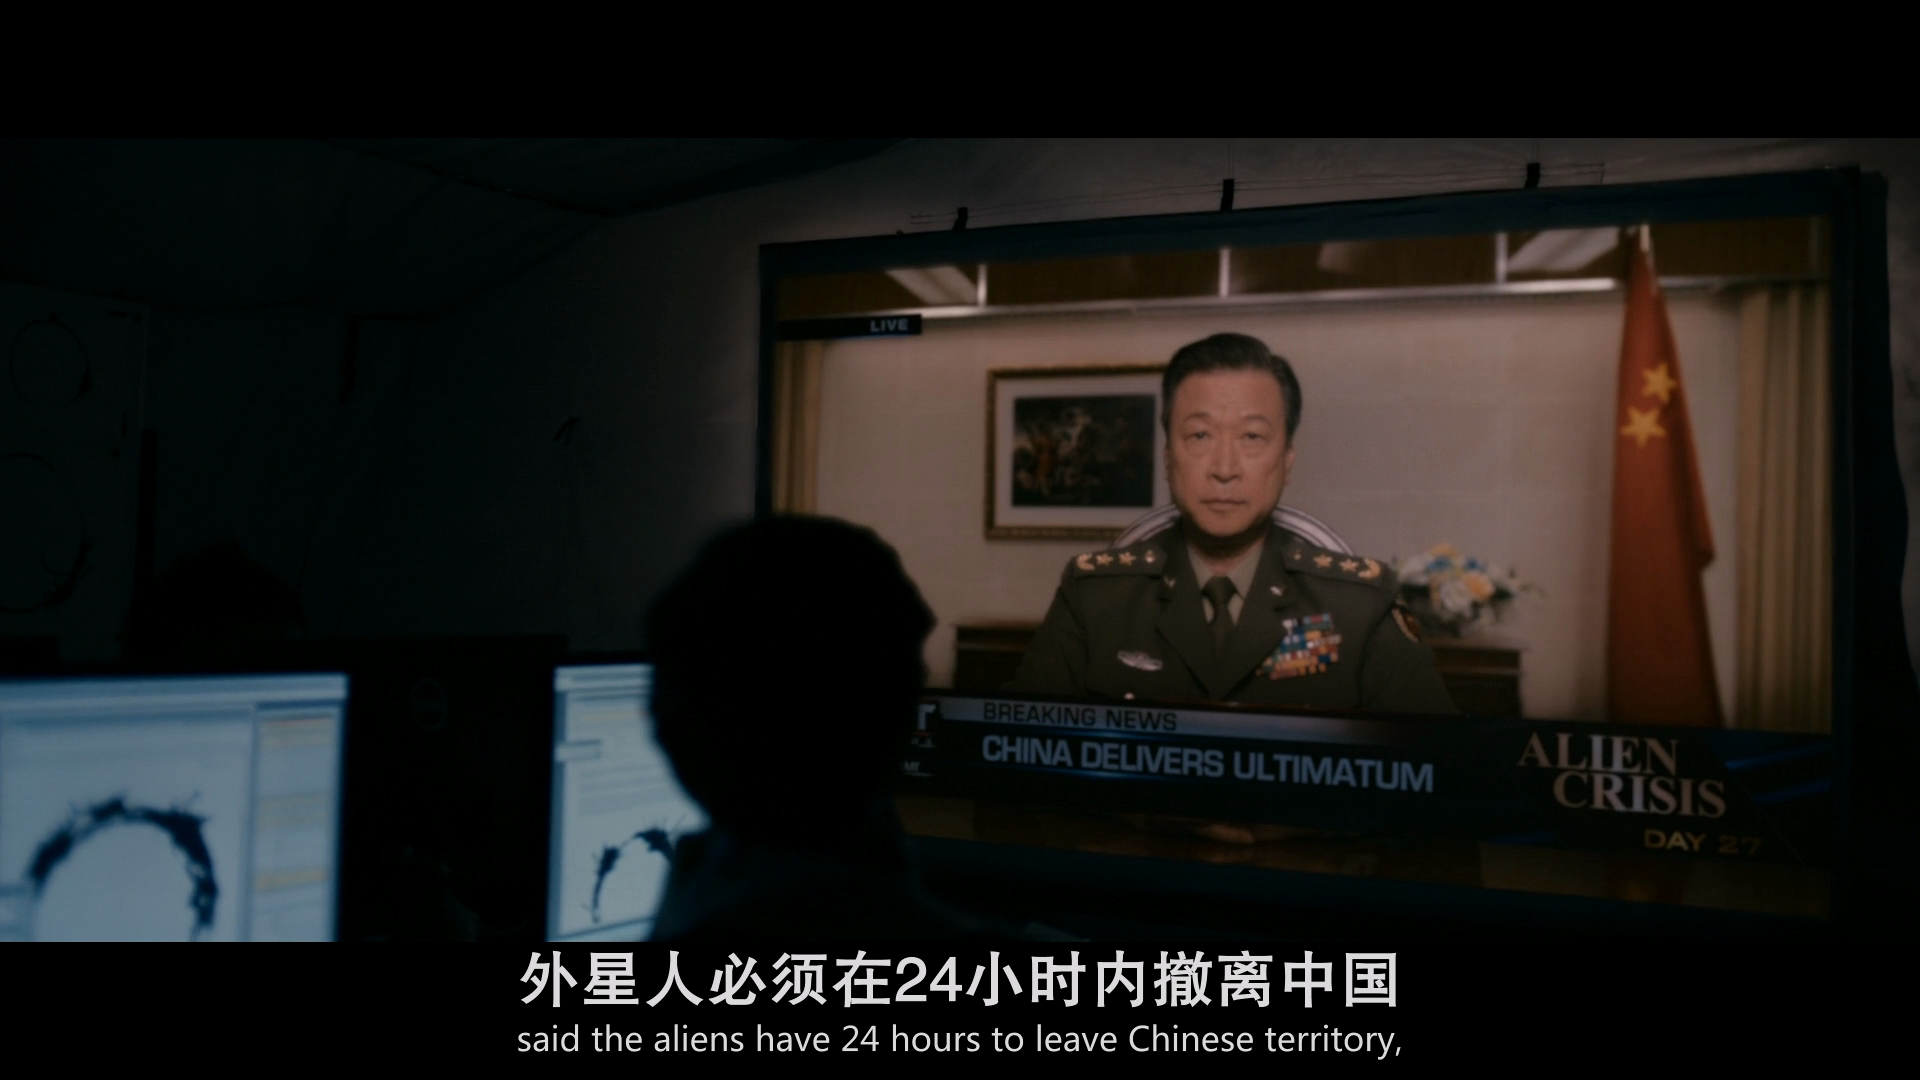 LIVE
BREAKING NEWS
CHINA DELIVERS ULTIMATUM
ALIEN
CRISIS
DAY 27
外星人必须在24小时内撤离中国
said the aliens have 24 hours to leave Chinese territory,